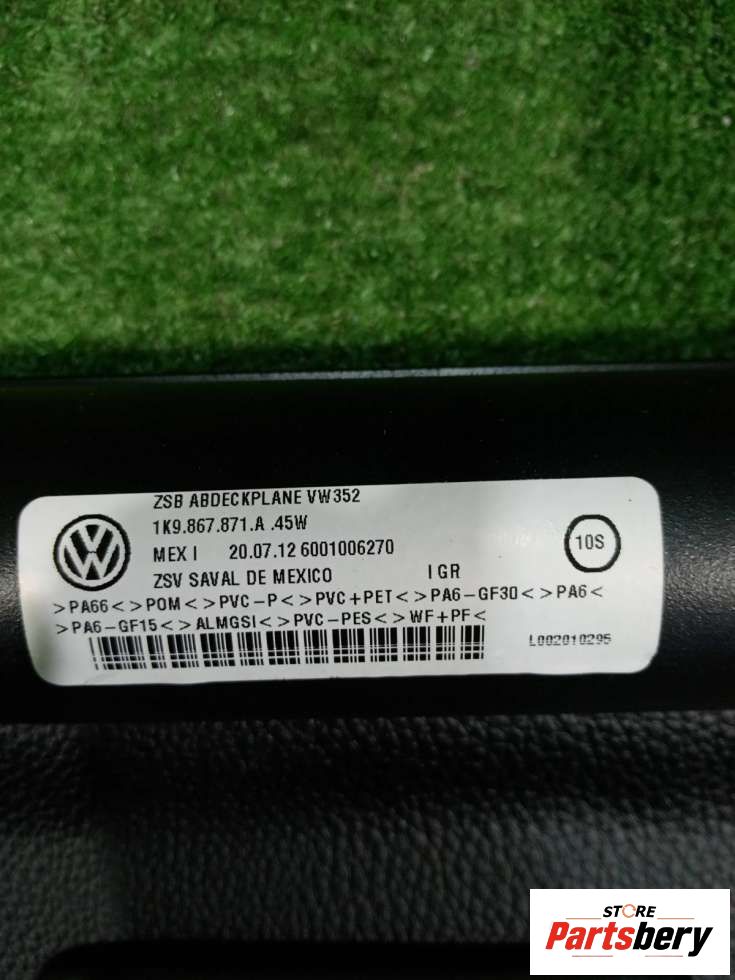 ZSB ABDECKPLANE VW352
1K9.867.871.A .45W
MEX I 20.07.12 6001006270
ZSV SAVAL DE MEXICO I GR
10S
>PA66<>POM<>PVC-P<>PVC+PET<>PA6-GF30<>PA6<
>PA6-GF15<>ALMGSI<>PVC-PES<>WF+PF<
L002010295
STORE
Partsbery